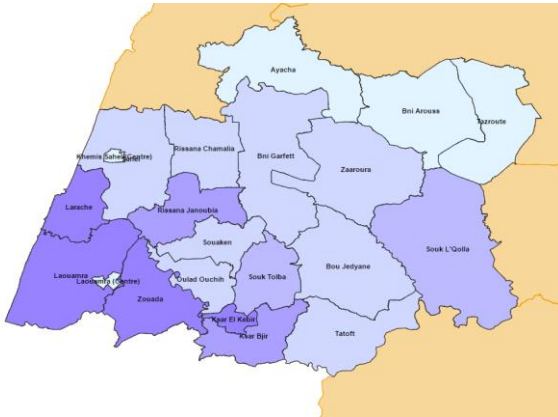 Ayacha
Bni Arouss
Tazroute
Khemis Sahel (Centre)
Rissana Chamalia
Bni Garfett
Zaaroura
Larache
Rissana Janoubia
Souaken
Souk L'Qolla
Laouamra
Laouamra (Centre)
Oulad Ouchih
Souk Tolba
Bou Jedyane
Zouada
Ksar El Kebir
Ksar Bjir
Tatoft